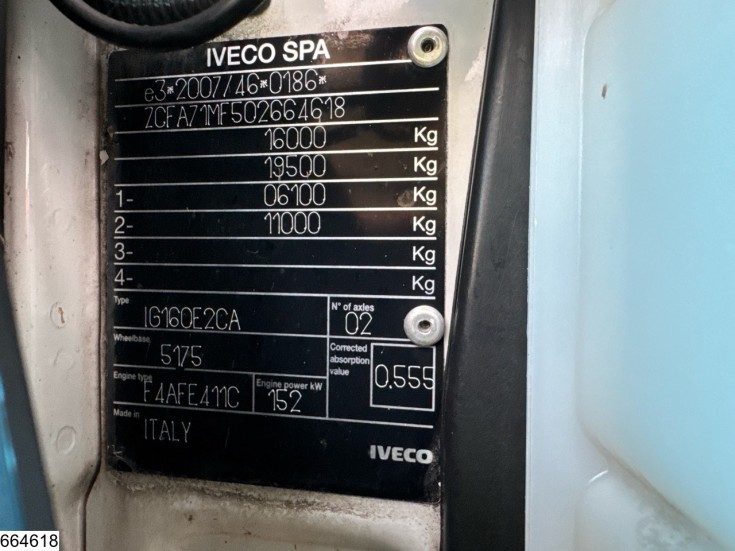 IVECO SPA
e3*2007/46*0186*
ZCFA71MF502664618
16000 Kg
19500 Kg
1- 06100 Kg
2- 11000 Kg
3- Kg
4- Kg
Type IG160E2CA N° of axles 02
Wheelbase 5175 Corrected absorption value 0.555
Engine type F4AFE411C Engine power kW 152
Made in ITALY
IVECO
664618